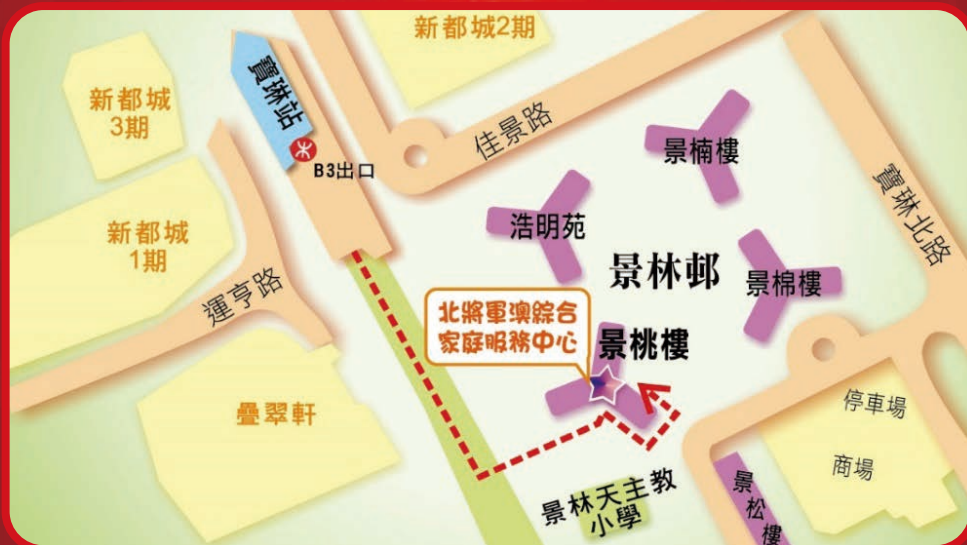 新都城2期
新都城
3期
寶琳站
B3出口
佳景路
景楠樓
寶琳北路
浩明苑
新都城
1期
運亨路
景林邨
景棉樓
北將軍澳綜合
家庭服務中心
景桃樓
疊翠軒
停車場
商場
景林天主教
小學
景松樓